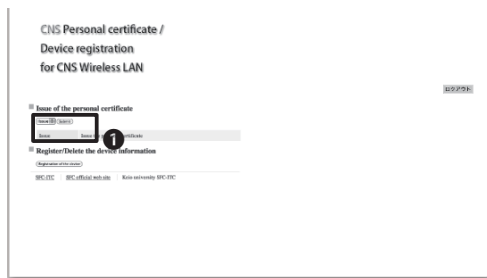 CNS Personal certificate /
Device registration
for CNS Wireless LAN
ログアウト
Issue of the personal certificate
Issue
Issue
1
Register/Delete the device information
Registration of the device
SFC-ITC SFC official web site Keio university SFC-ITC